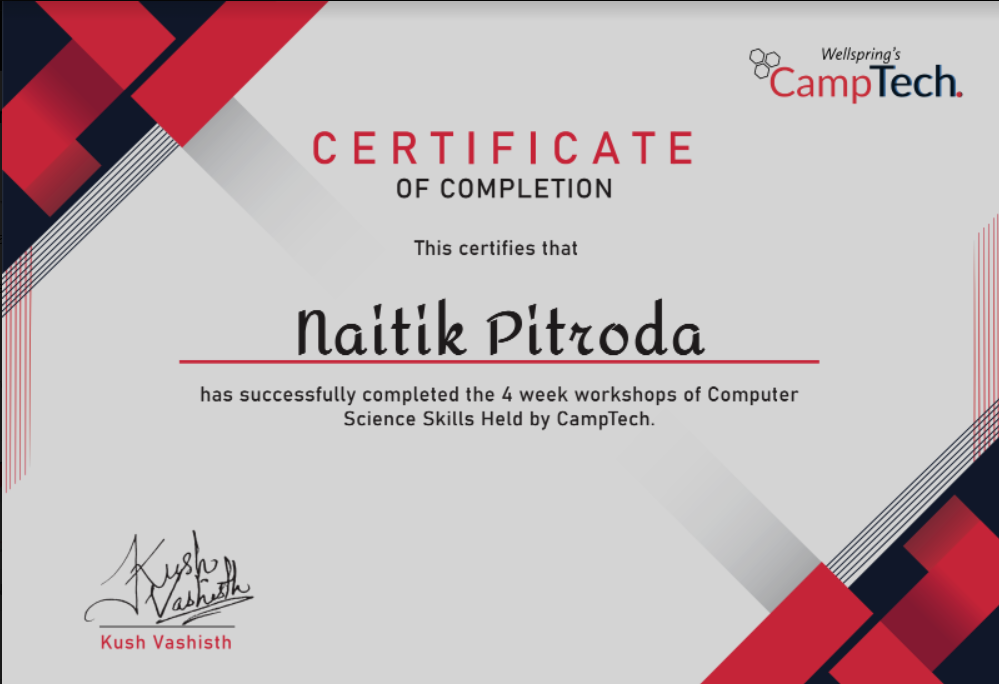 Wellspring's
CampTech.
CERTIFICATE
OF COMPLETION
This certifies that
Naitik Pitroda
has successfully completed the 4 week workshops of Computer
Science Skills Held by CampTech.
Kush
Vashisth
Kush Vashisth